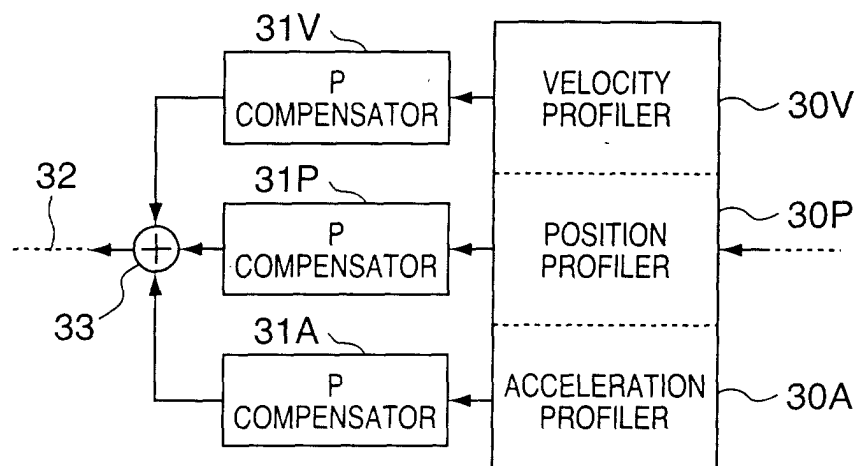 31V
P
COMPENSATOR
VELOCITY
PROFILER
30V
32
31P
P
COMPENSATOR
POSITION
PROFILER
30P
33
31A
P
COMPENSATOR
ACCELERATION
PROFILER
30A